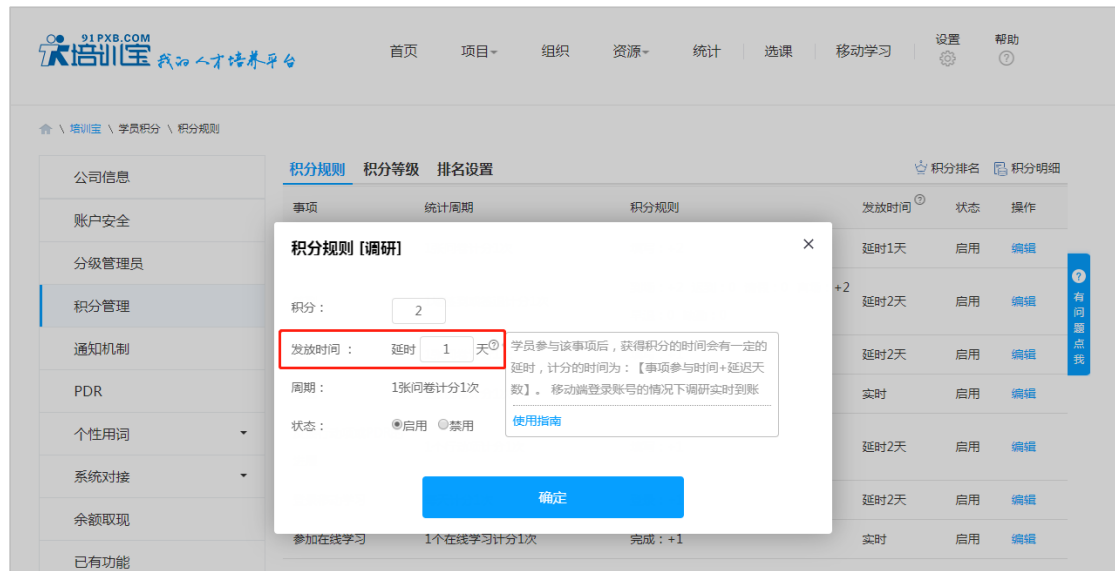 91PXB.COM
培训宝 我的人才培养平台
首页 项目 组织 资源 统计 选课 移动学习 设置 帮助
\ 培训宝 \ 学员积分 \ 积分规则
公司信息
账户安全
分级管理员
积分管理
通知机制
PDR
个性用词
系统对接
余额取现
已有功能
积分规则 积分等级 排名设置 积分排名 积分明细
事项 统计周期 积分规则 发放时间 状态 操作
延时1天 启用 编辑
+2 延时2天 启用 编辑
延时2天 启用 编辑
实时 启用 编辑
延时2天 启用 编辑
延时2天 启用 编辑
参加在线学习 1个在线学习计分1次 完成：+1 实时 启用 编辑
积分规则 [调研] ×
积分： 2
发放时间 ： 延时 1 天
周期： 1张问卷计分1次
状态： 启用 禁用
学员参与该事项后，获得积分的时间会有一定的
延时，计分的时间为：【事项参与时间+延迟天
数】。 移动端登录账号的情况下调研实时到账
使用指南
确定
?
有
问
题
点
我